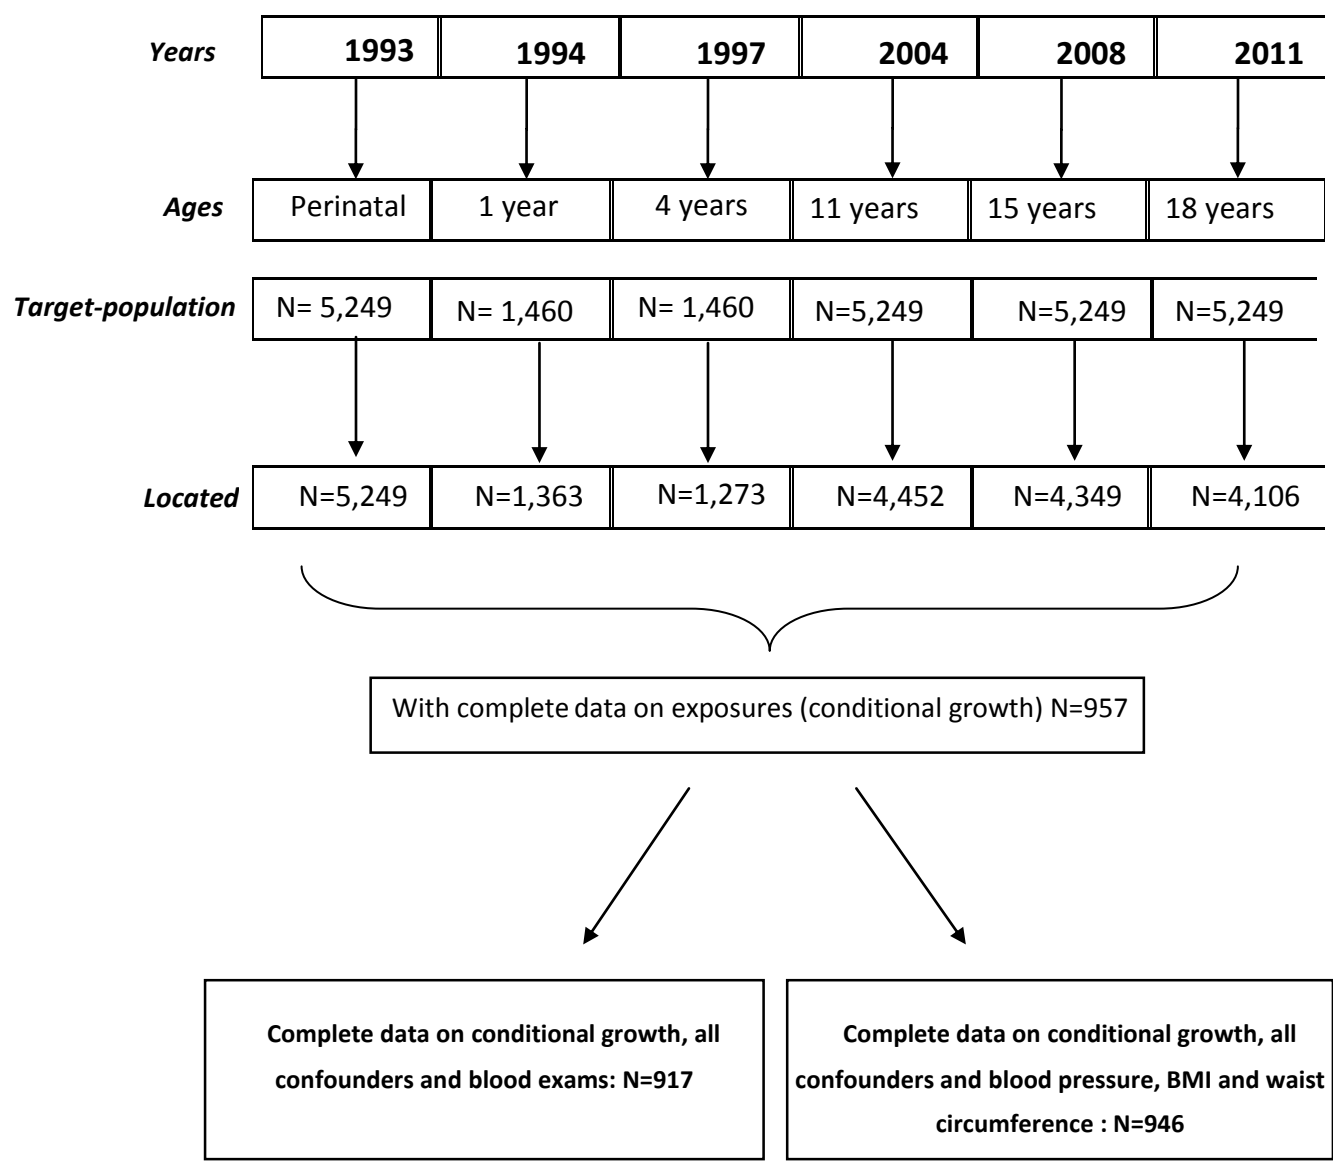 Years 1993 1994 1997 2004 2008 2011
Ages Perinatal 1 year 4 years 11 years 15 years 18 years
Target-population N= 5,249 N= 1,460 N= 1,460 N=5,249 N=5,249 N=5,249
Located N=5,249 N=1,363 N=1,273 N=4,452 N=4,349 N=4,106
With complete data on exposures (conditional growth) N=957
Complete data on conditional growth, all
confounders and blood exams: N=917
Complete data on conditional growth, all
confounders and blood pressure, BMI and waist
circumference : N=946